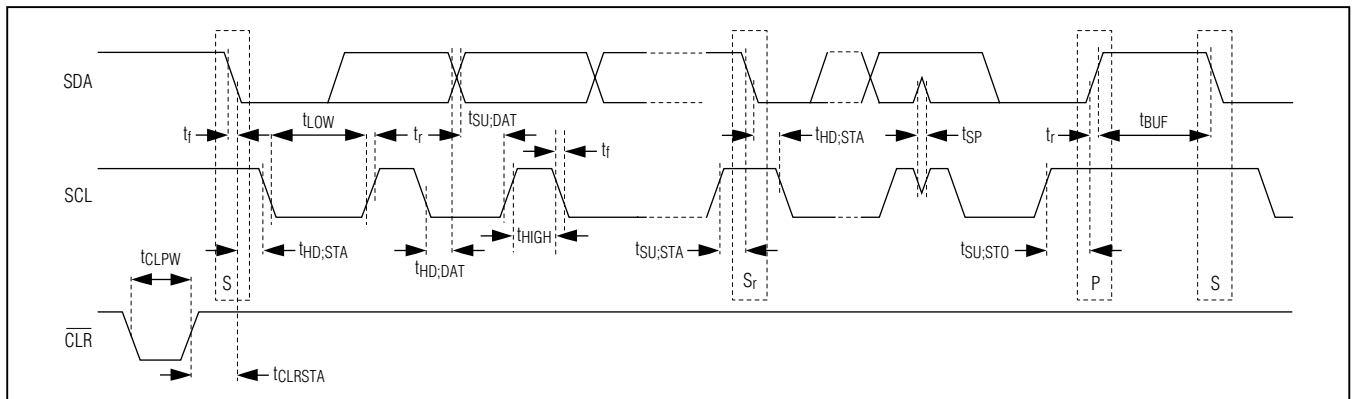 SDA
tf
tLOW
tr
tSU;DAT
tf
tHD;STA
tSP
tr
tBUF
SCL
tCLPW
tHD;STA
tHD;DAT
tHIGH
tSU;STA
tSU;STO
S
Sr
P
S
CLR
tCLRSTA